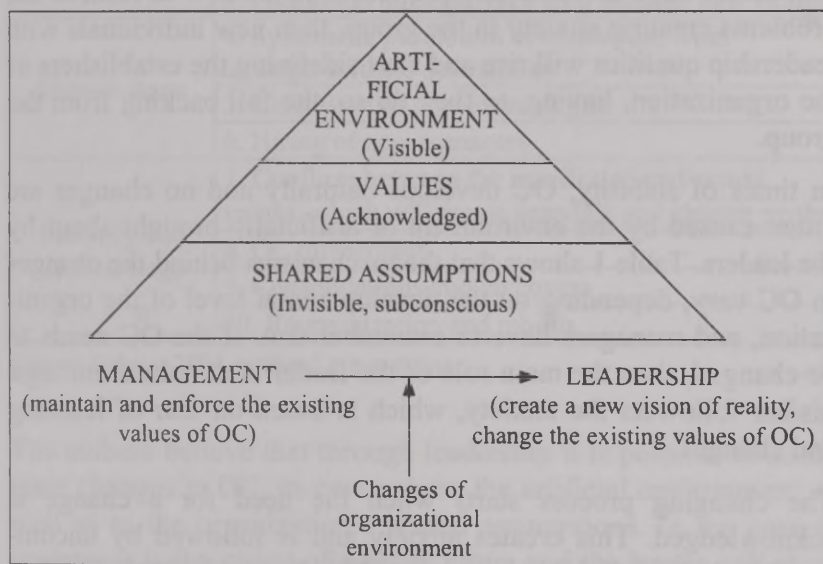 ARTI-
FICIAL
ENVIRONMENT
(Visible)
VALUES
(Acknowledged)
SHARED ASSUMPTIONS
(Invisible, subconscious)
MANAGEMENT LEADERSHIP
(maintain and enforce the existing (create a new vision of reality,
values of OC) change the existing values of OC)
Changes of
organizational
environment